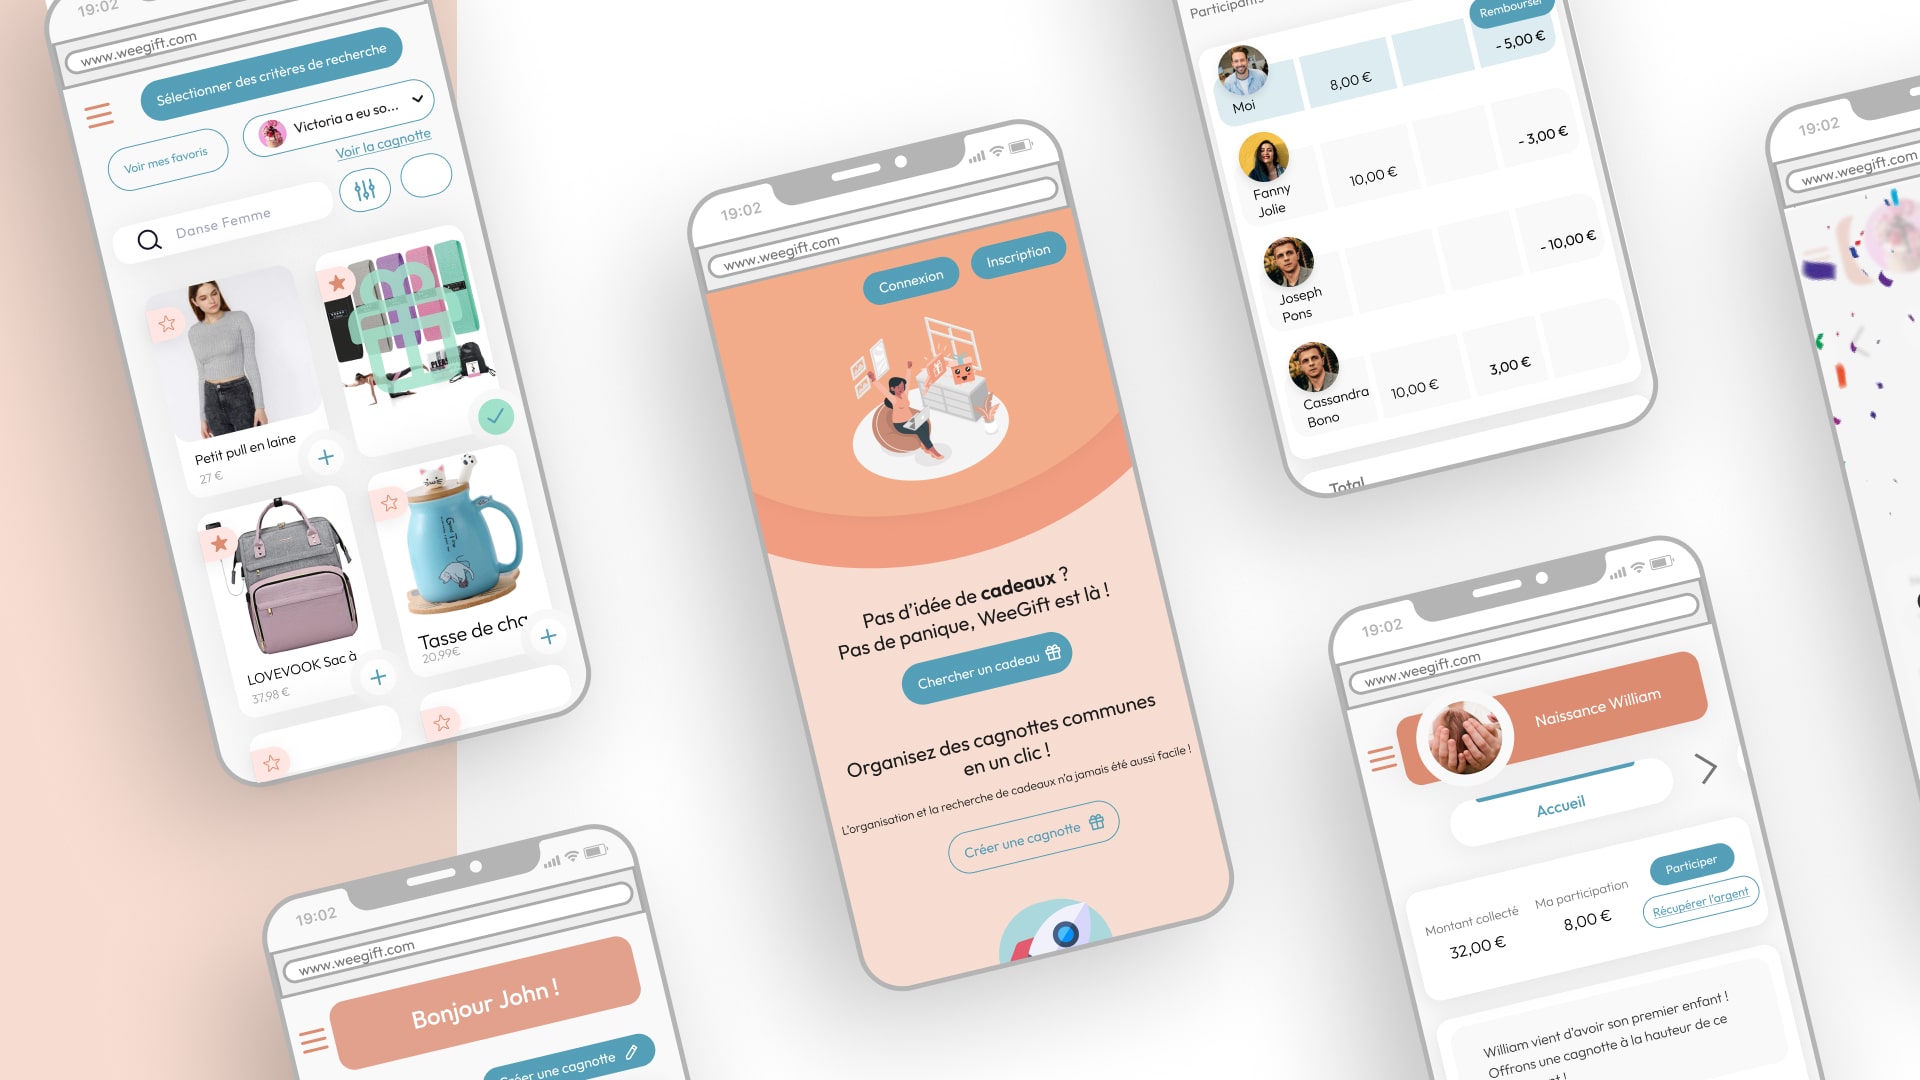 19:02
www.weegift.com
Sélectionner des critères de recherche
Victoria a eu so...
Voir mes favoris
Voir la cagnotte
Danse Femme
Petit pull en laine
27 €
LOVEVOOK Sac à
37,98 €
Tasse de cha
20,99€
19:02
www.weegift.com
Bonjour John !
Créer une cagnotte
19:02
www.weegift.com
Connexion
Inscription
Pas d'idée de cadeaux ?
Pas de panique, WeeGift est là !
Chercher un cadeau
Organisez des cagnottes communes
en un clic !
L'organisation et la recherche de cadeaux n'a jamais été aussi facile !
Créer une cagnotte
Participants
Rembourser
Moi
8,00 €
- 5,00 €
Fanny
Jolie
10,00 €
- 3,00 €
Joseph
Pons
- 10,00 €
Cassandra
Bono
10,00 €
3,00 €
Total
19:02
www.weegift.com
Naissance William
Accueil
Montant collecté
32,00 €
Ma participation
8,00 €
Participer
Récupérer l'argent
William vient d'avoir son premier enfant !
Offrons une cagnotte à la hauteur de ce
19:02
www.weegift.com